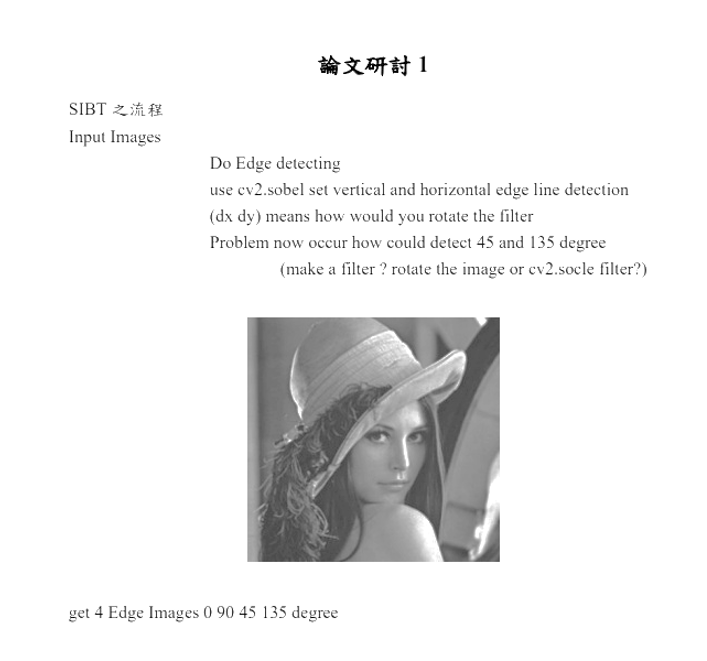 論文研討 1
SIBT 之流程
Input Images
Do Edge detecting
use cv2.sobel set vertical and horizontal edge line detection
(dx dy) means how would you rotate the filter
Problem now occur how could detect 45 and 135 degree
(make a filter ? rotate the image or cv2.socle filter?)
get 4 Edge Images 0 90 45 135 degree